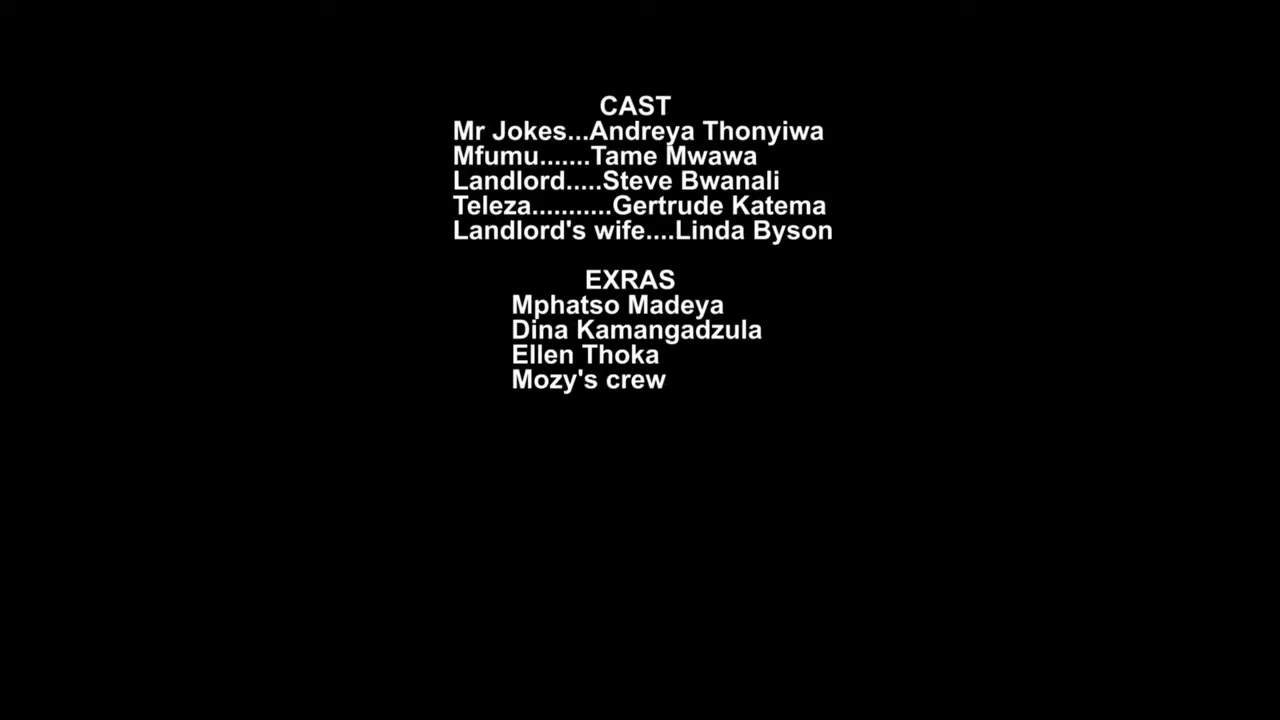 CAST
Mr Jokes...Andreya Thonyiwa
Mfumu.......Tame Mwawa
Landlord.....Steve Bwanali
Teleza...........Gertrude Katema
Landlord's wife....Linda Byson
EXRAS
Mphatso Madeya
Dina Kamangadzula
Ellen Thoka
Mozy's crew